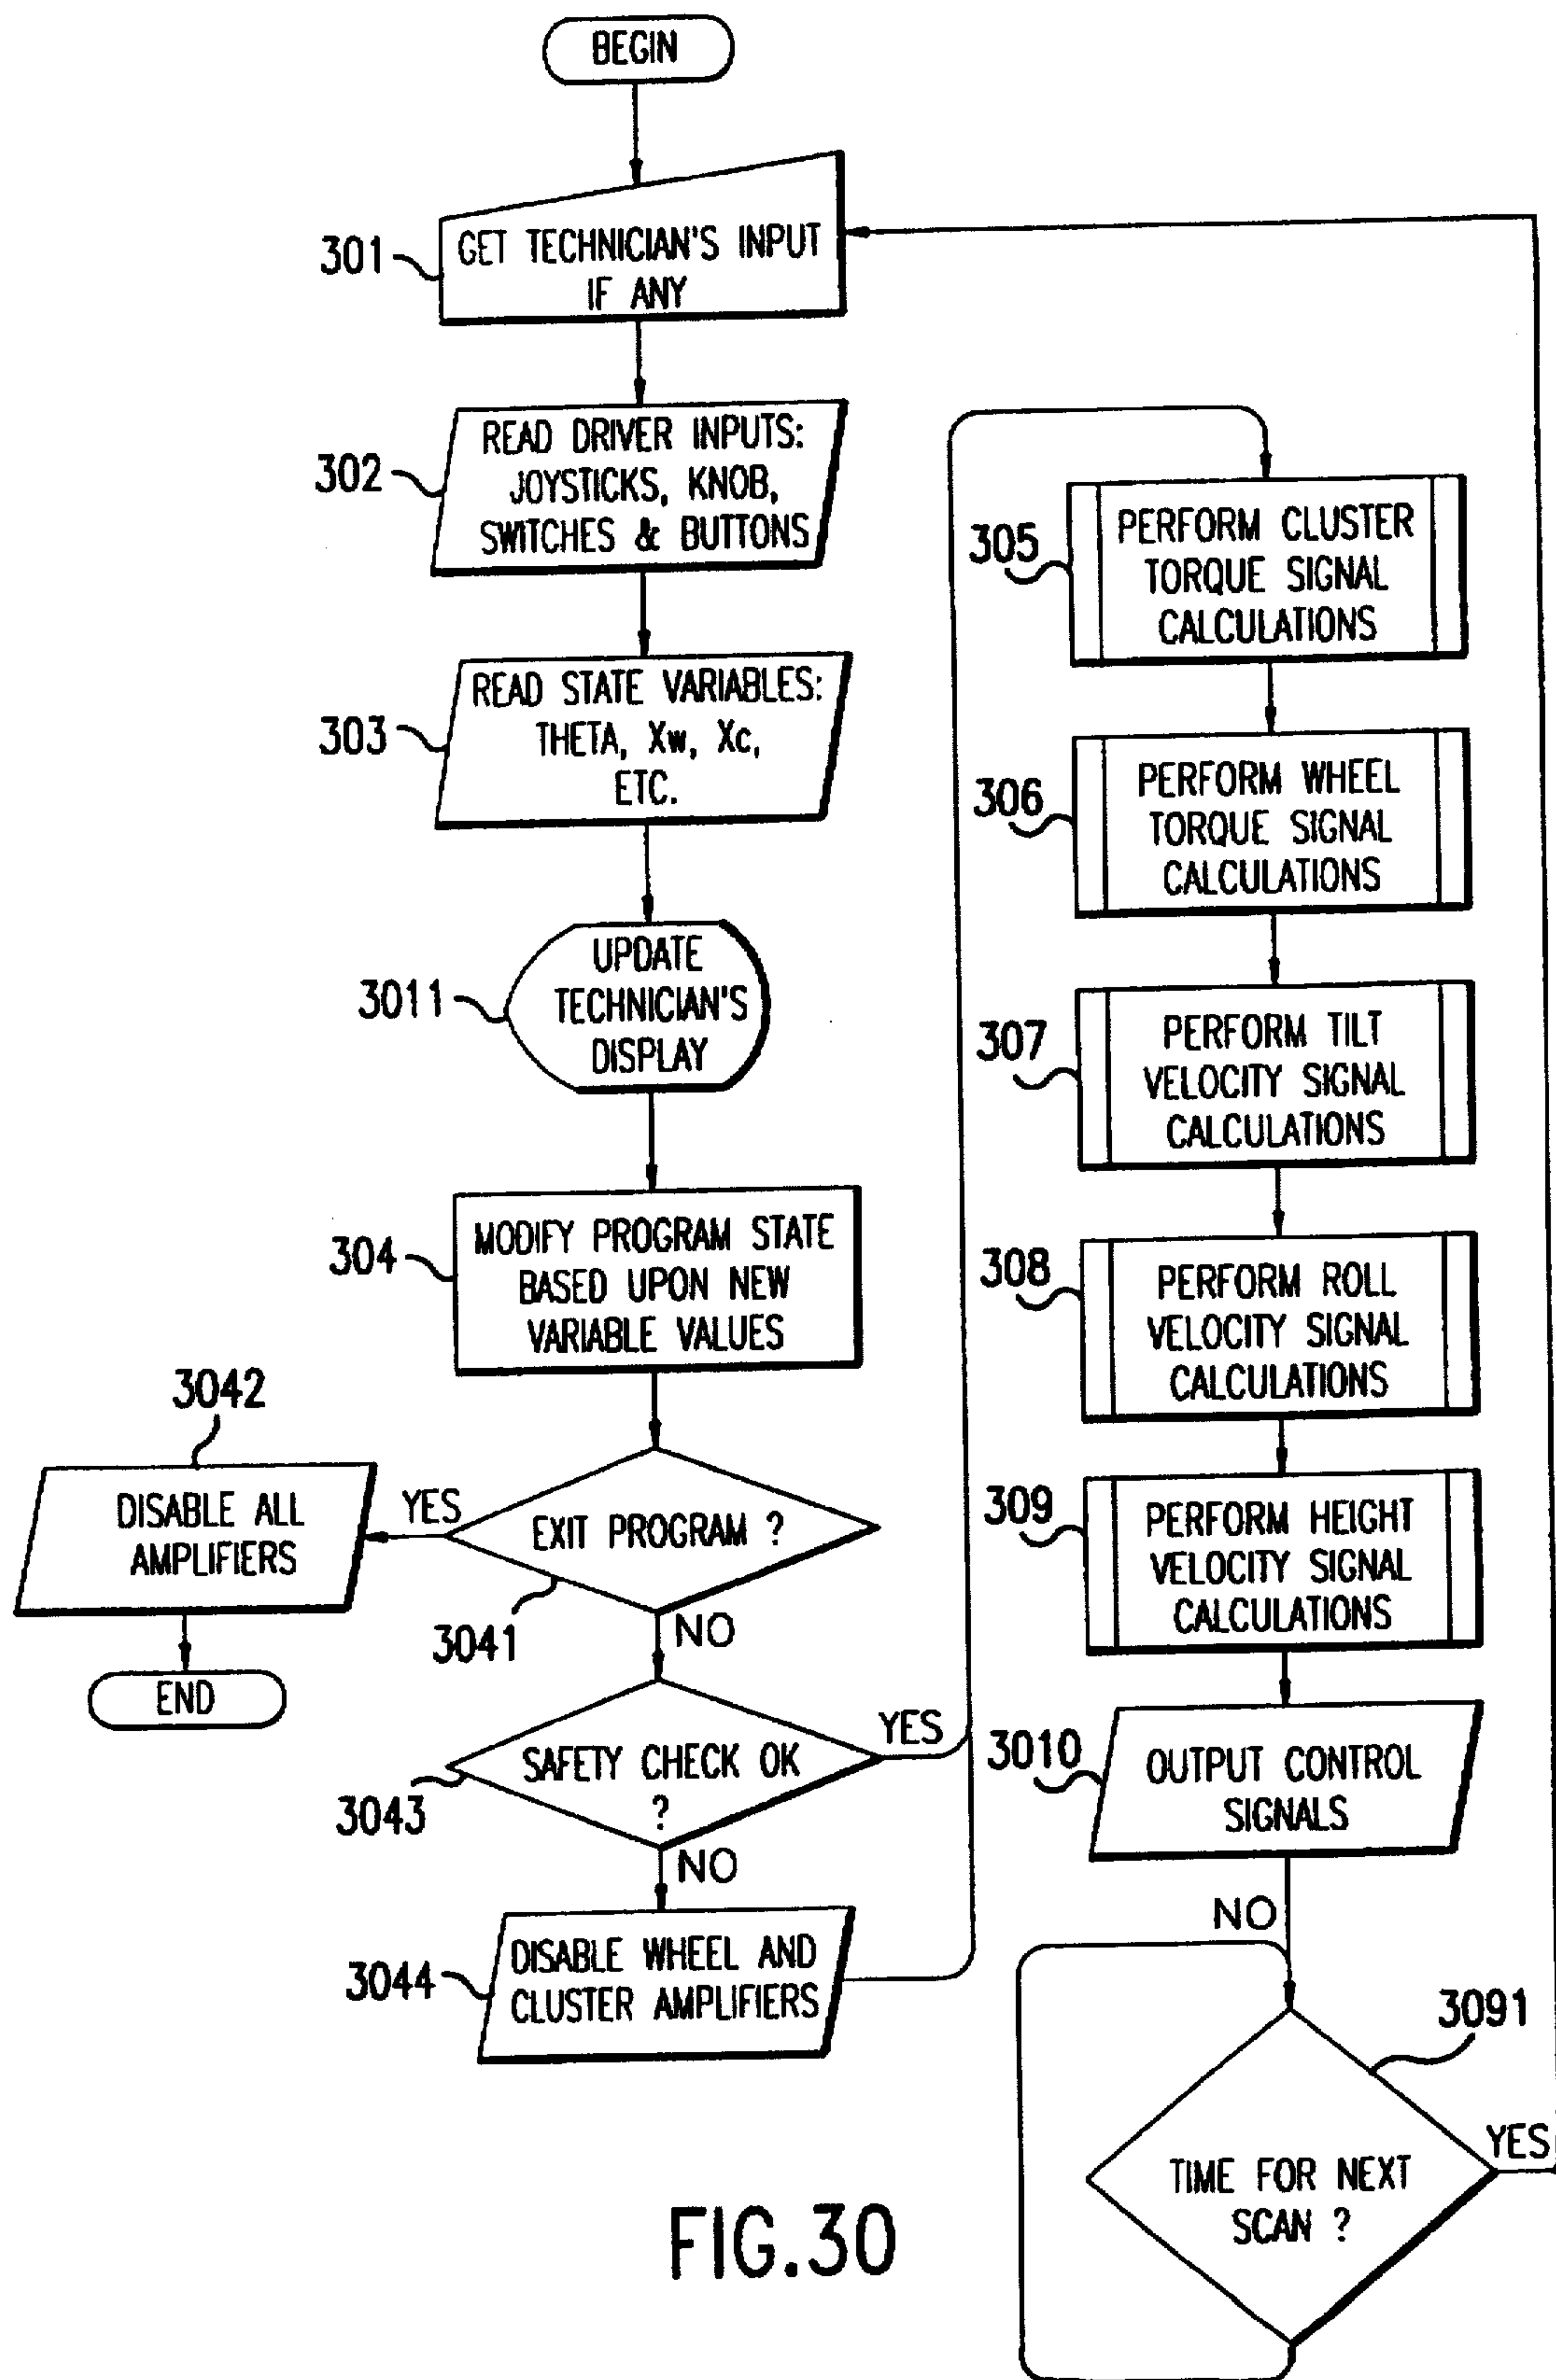 BEGIN
301
GET TECHNICIAN'S INPUT
IF ANY
302
READ DRIVER INPUTS:
JOYSTICKS, KNOB,
SWITCHES & BUTTONS
303
READ STATE VARIABLES:
THETA, Xw, Xc,
ETC.
3011
UPDATE
TECHNICIAN'S
DISPLAY
304
MODIFY PROGRAM STATE
BASED UPON NEW
VARIABLE VALUES
3042
DISABLE ALL
AMPLIFIERS
YES
EXIT PROGRAM ?
3041
NO
END
SAFETY CHECK OK
?
YES
3043
NO
3044
DISABLE WHEEL AND
CLUSTER AMPLIFIERS
305
PERFORM CLUSTER
TORQUE SIGNAL
CALCULATIONS
306
PERFORM WHEEL
TORQUE SIGNAL
CALCULATIONS
307
PERFORM TILT
VELOCITY SIGNAL
CALCULATIONS
308
PERFORM ROLL
VELOCITY SIGNAL
CALCULATIONS
309
PERFORM HEIGHT
VELOCITY SIGNAL
CALCULATIONS
3010
OUTPUT CONTROL
SIGNALS
NO
3091
TIME FOR NEXT
SCAN ?
YES
FIG.30